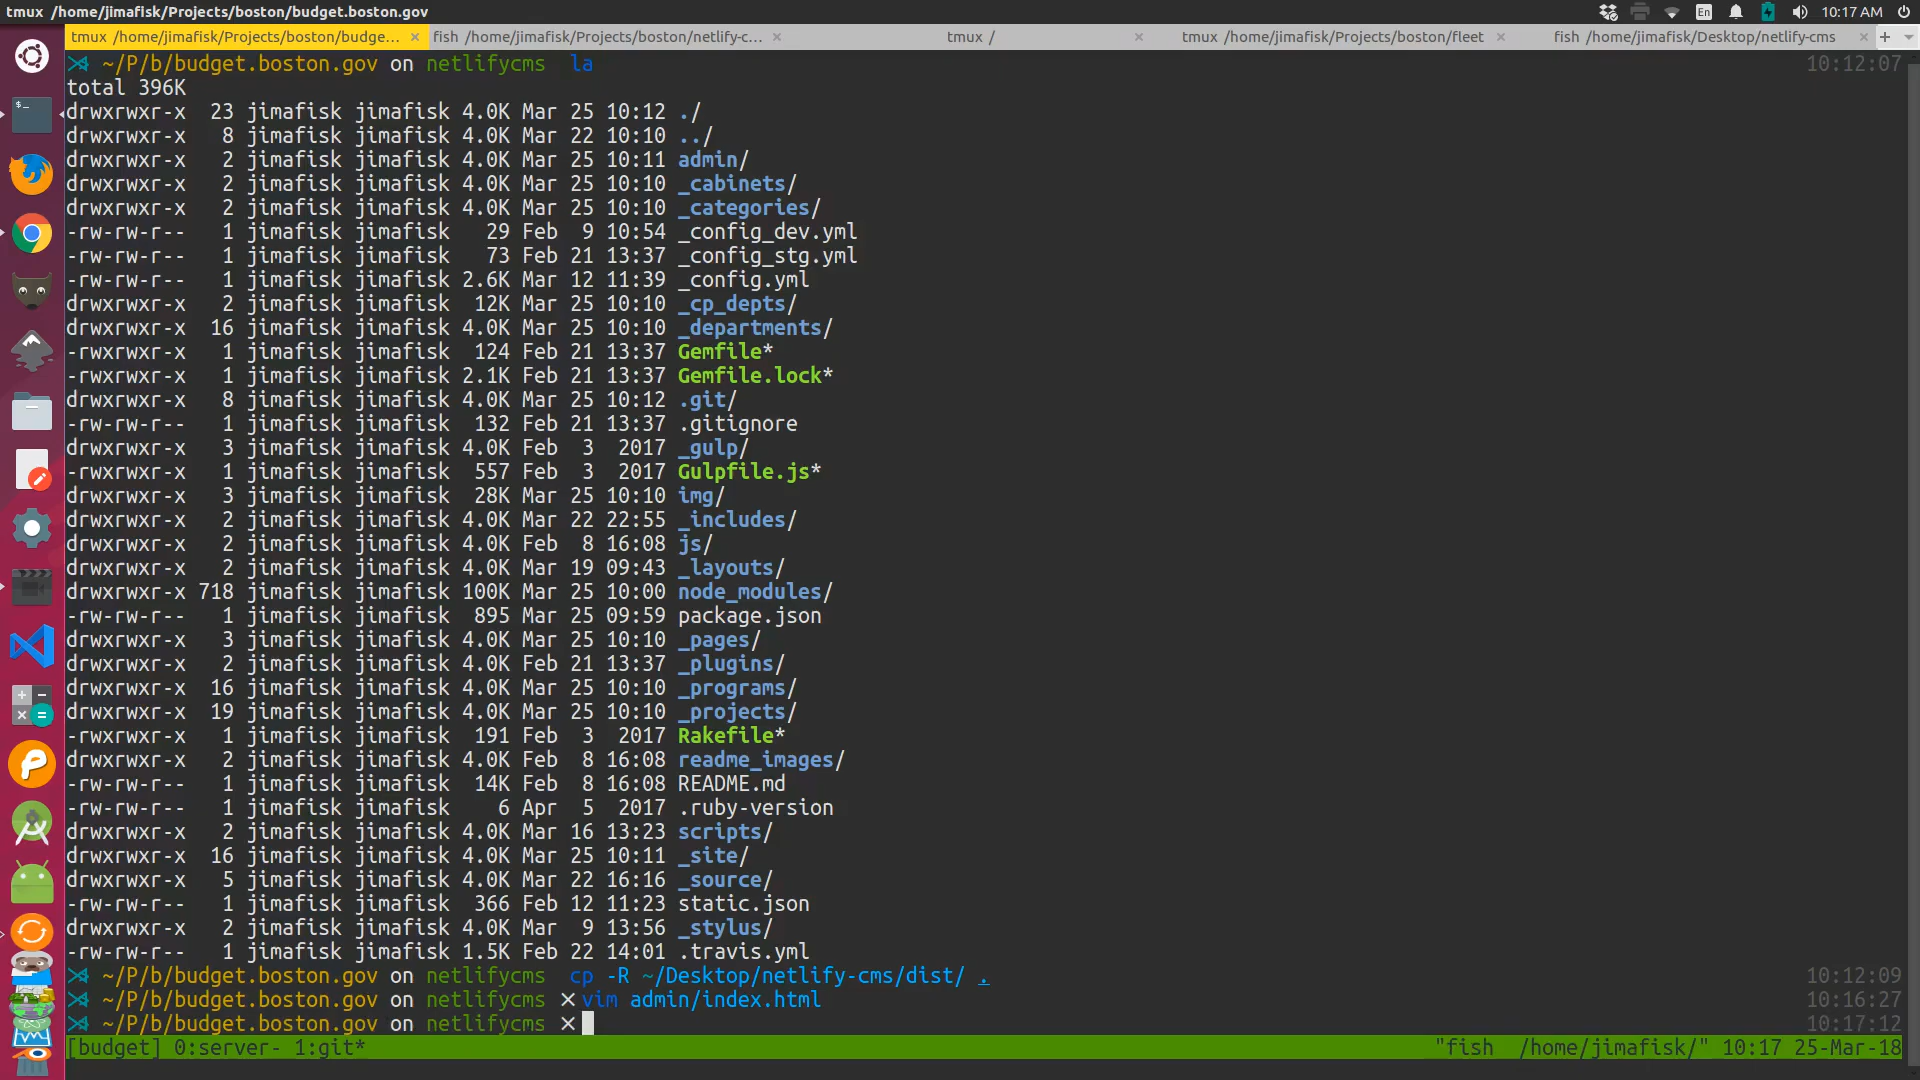 tmux /home/jimafisk/Projects/boston/budget.boston.gov
En 10:17 AM
tmux /home/jimafisk/Projects/boston/budge... × fish /home/jimafisk/Projects/boston/netlify-c... × tmux / × tmux /home/jimafisk/Projects/boston/fleet × fish /home/jimafisk/Desktop/netlify-cms × +
~/P/b/budget.boston.gov on netlifycms la 10:12:07
total 396K
drwxrwxr-x 23 jimafisk jimafisk 4.0K Mar 25 10:12 ./
drwxrwxr-x 8 jimafisk jimafisk 4.0K Mar 22 10:10 ../
drwxrwxr-x 2 jimafisk jimafisk 4.0K Mar 25 10:11 admin/
drwxrwxr-x 2 jimafisk jimafisk 4.0K Mar 25 10:10 _cabinets/
drwxrwxr-x 2 jimafisk jimafisk 4.0K Mar 25 10:10 _categories/
-rw-rw-r-- 1 jimafisk jimafisk 29 Feb 9 10:54 _config_dev.yml
-rw-rw-r-- 1 jimafisk jimafisk 73 Feb 21 13:37 _config_stg.yml
-rw-rw-r-- 1 jimafisk jimafisk 2.6K Mar 12 11:39 _config.yml
drwxrwxr-x 2 jimafisk jimafisk 12K Mar 25 10:10 _cp_depts/
drwxrwxr-x 16 jimafisk jimafisk 4.0K Mar 25 10:10 _departments/
-rwxrwxr-x 1 jimafisk jimafisk 124 Feb 21 13:37 Gemfile*
-rwxrwxr-x 1 jimafisk jimafisk 2.1K Feb 21 13:37 Gemfile.lock*
drwxrwxr-x 8 jimafisk jimafisk 4.0K Mar 25 10:12 .git/
-rw-rw-r-- 1 jimafisk jimafisk 132 Feb 21 13:37 .gitignore
drwxrwxr-x 3 jimafisk jimafisk 4.0K Feb 3 2017 _gulp/
-rwxrwxr-x 1 jimafisk jimafisk 557 Feb 3 2017 Gulpfile.js*
drwxrwxr-x 3 jimafisk jimafisk 28K Mar 25 10:10 img/
drwxrwxr-x 2 jimafisk jimafisk 4.0K Mar 22 22:55 _includes/
drwxrwxr-x 2 jimafisk jimafisk 4.0K Feb 8 16:08 js/
drwxrwxr-x 2 jimafisk jimafisk 4.0K Mar 19 09:43 _layouts/
drwxrwxr-x 718 jimafisk jimafisk 100K Mar 25 10:00 node_modules/
-rw-rw-r-- 1 jimafisk jimafisk 895 Mar 25 09:59 package.json
drwxrwxr-x 3 jimafisk jimafisk 4.0K Mar 25 10:10 _pages/
drwxrwxr-x 2 jimafisk jimafisk 4.0K Feb 21 13:37 _plugins/
drwxrwxr-x 16 jimafisk jimafisk 4.0K Mar 25 10:10 _programs/
drwxrwxr-x 19 jimafisk jimafisk 4.0K Mar 25 10:10 _projects/
-rwxrwxr-x 1 jimafisk jimafisk 191 Feb 3 2017 Rakefile*
drwxrwxr-x 2 jimafisk jimafisk 4.0K Feb 8 16:08 readme_images/
-rw-rw-r-- 1 jimafisk jimafisk 14K Feb 8 16:08 README.md
-rw-rw-r-- 1 jimafisk jimafisk 6 Apr 5 2017 .ruby-version
drwxrwxr-x 2 jimafisk jimafisk 4.0K Mar 16 13:23 scripts/
drwxrwxr-x 16 jimafisk jimafisk 4.0K Mar 25 10:11 _site/
drwxrwxr-x 5 jimafisk jimafisk 4.0K Mar 22 16:16 _source/
-rw-rw-r-- 1 jimafisk jimafisk 366 Feb 12 11:23 static.json
drwxrwxr-x 2 jimafisk jimafisk 4.0K Mar 9 13:56 _stylus/
-rw-rw-r-- 1 jimafisk jimafisk 1.5K Feb 22 14:01 .travis.yml
~/P/b/budget.boston.gov on netlifycms cp -R ~/Desktop/netlify-cms/dist/ . 10:12:09
~/P/b/budget.boston.gov on netlifycms ×vim admin/index.html 10:16:27
~/P/b/budget.boston.gov on netlifycms × 10:17:12
[budget] 0:server- 1:git* "fish /home/jimafisk/" 10:17 25-Mar-18